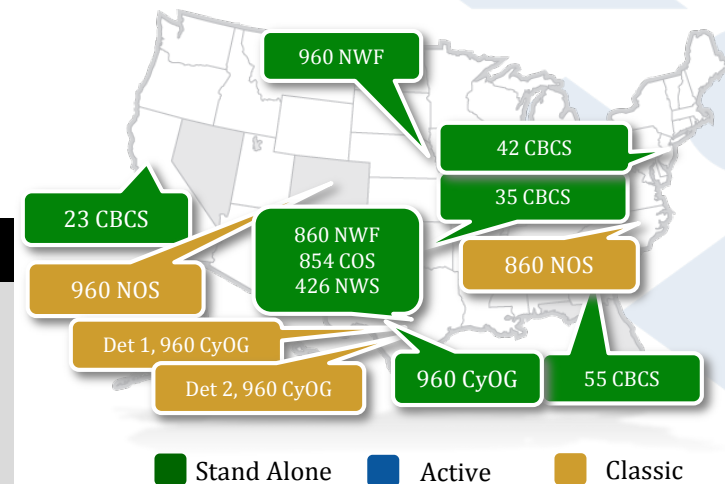 960 NWF
42 CBCS
35 CBCS
23 CBCS
860 NWF
854 COS
426 NWS
860 NOS
960 NOS
Det 1, 960 CyOG
Det 2, 960 CyOG
960 CyOG
55 CBCS
Stand Alone
Active
Classic